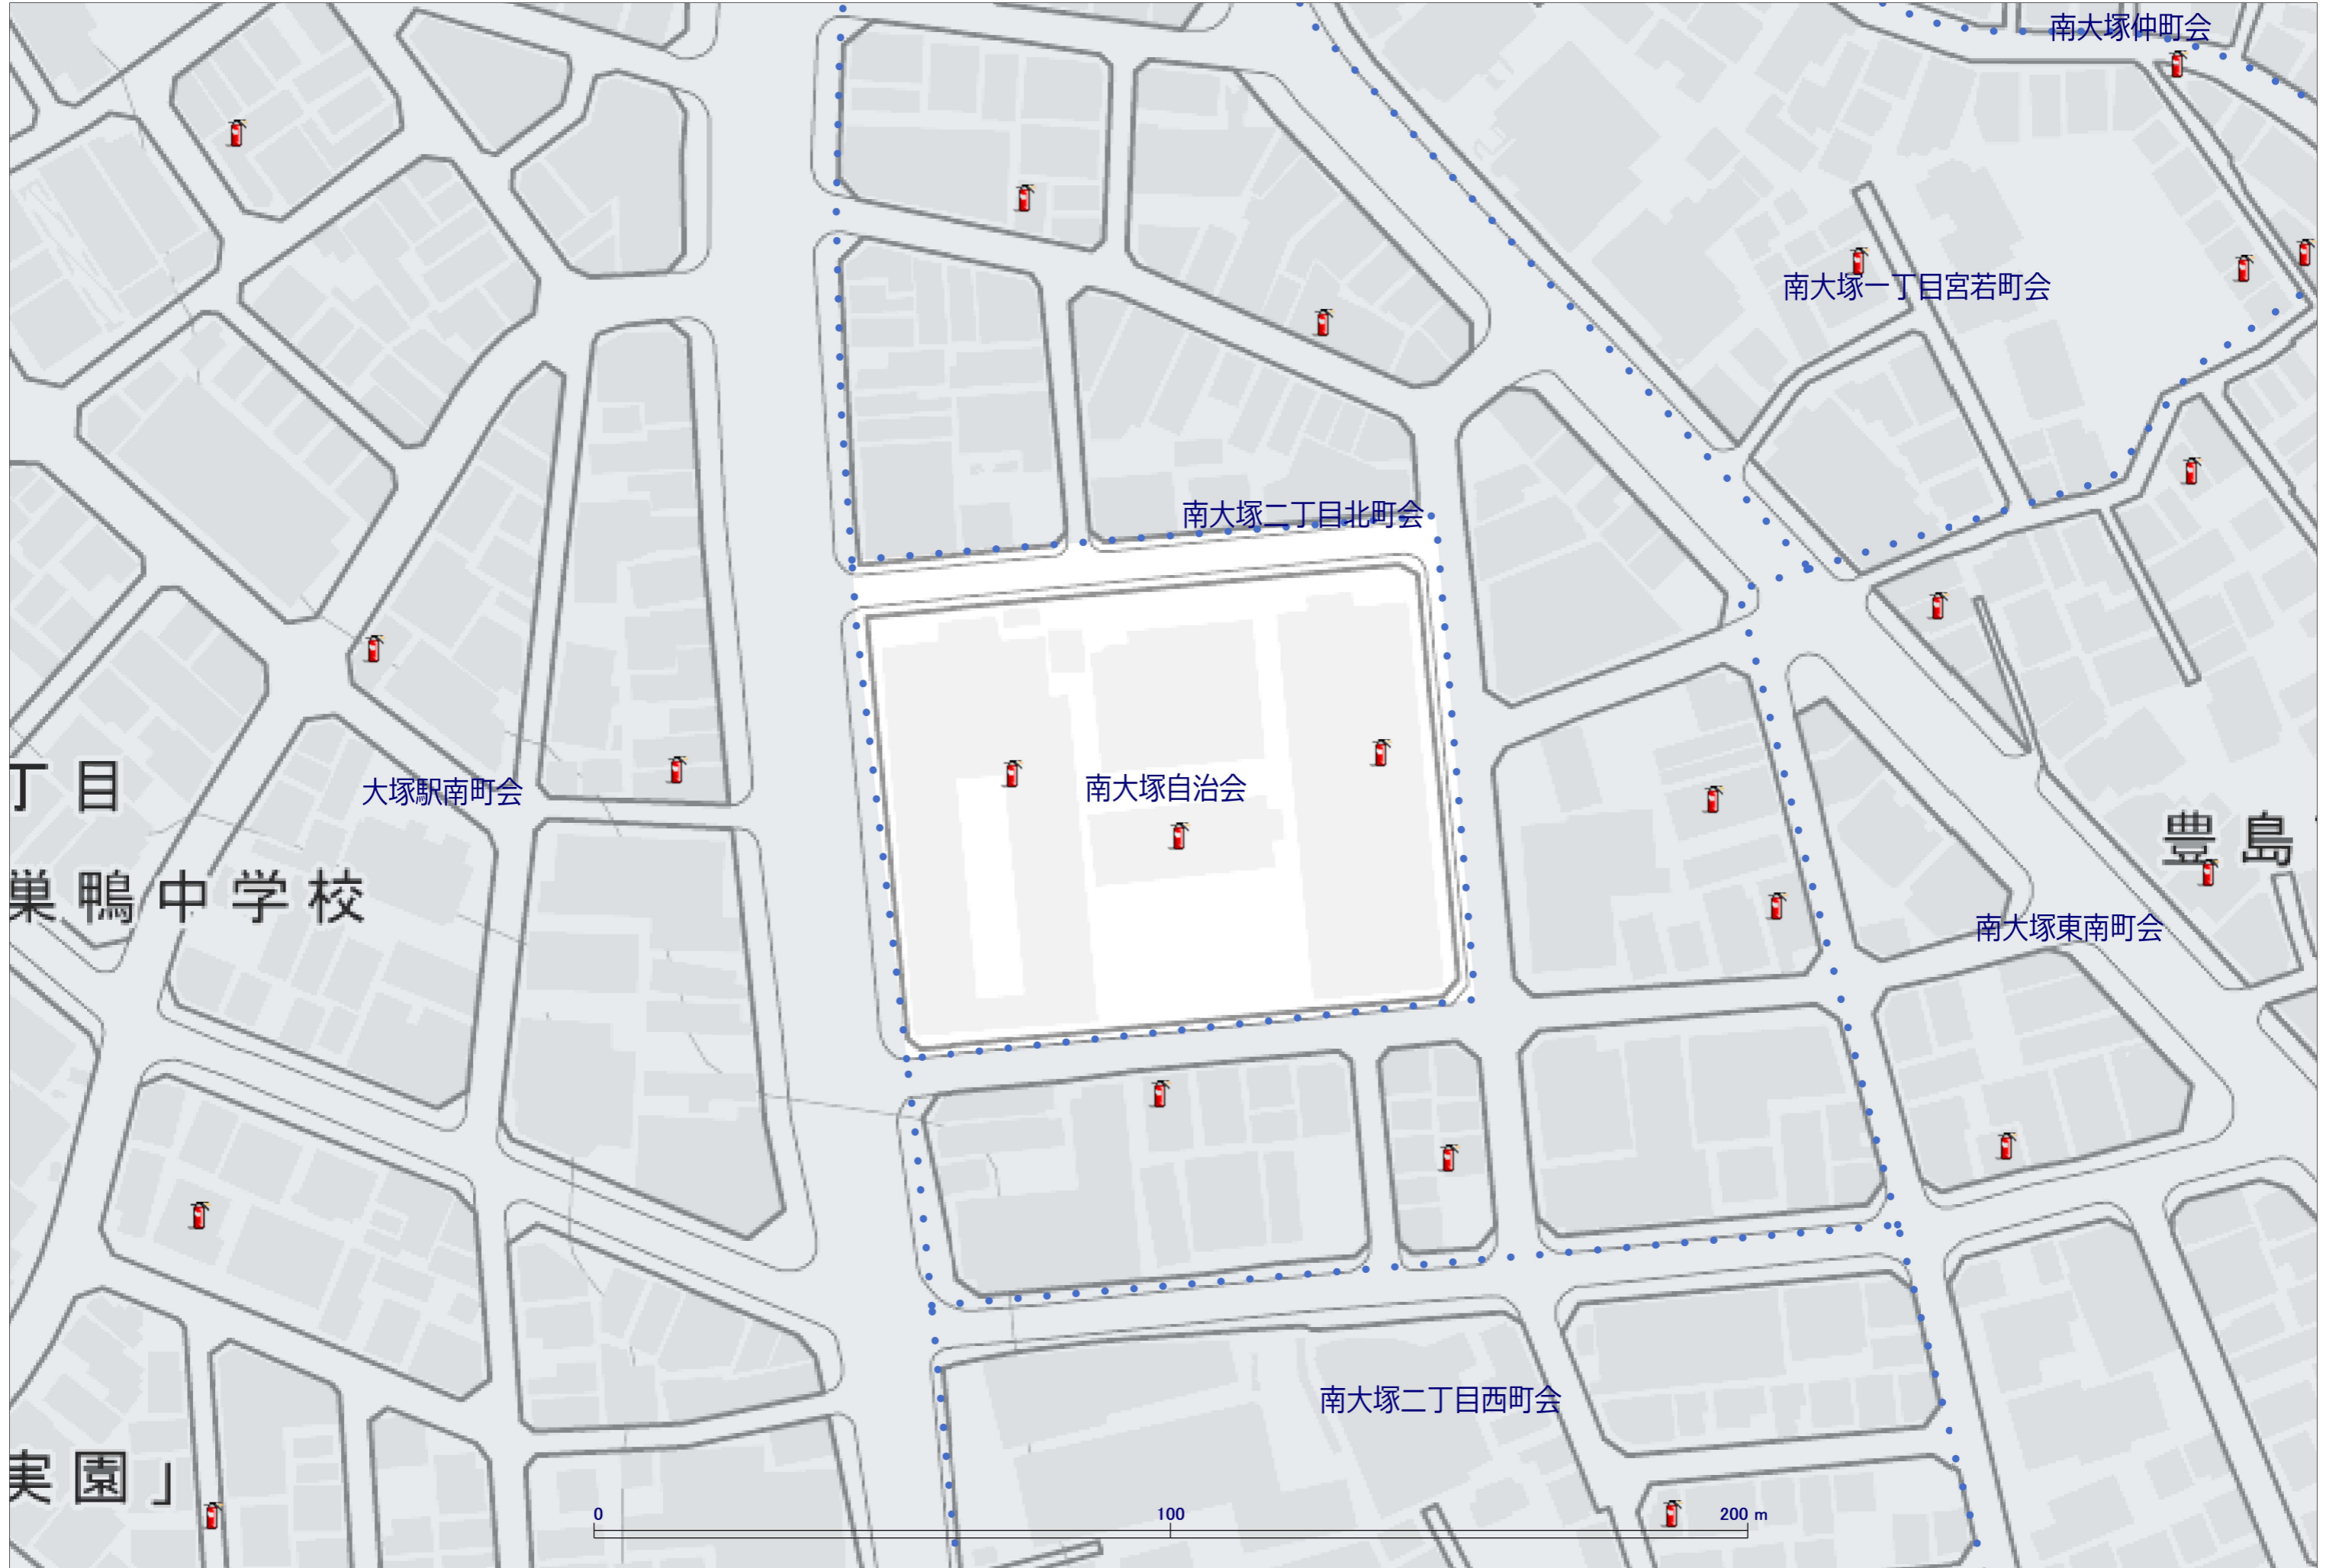 南大塚仲町会
南大塚一丁目宮若町会
南大塚二丁目北町会
丁目
大塚駅南町会
南大塚自治会
豊島
巣鴨中学校
南大塚東南町会
南大塚二丁目西町会
実園」
0 100 200 m